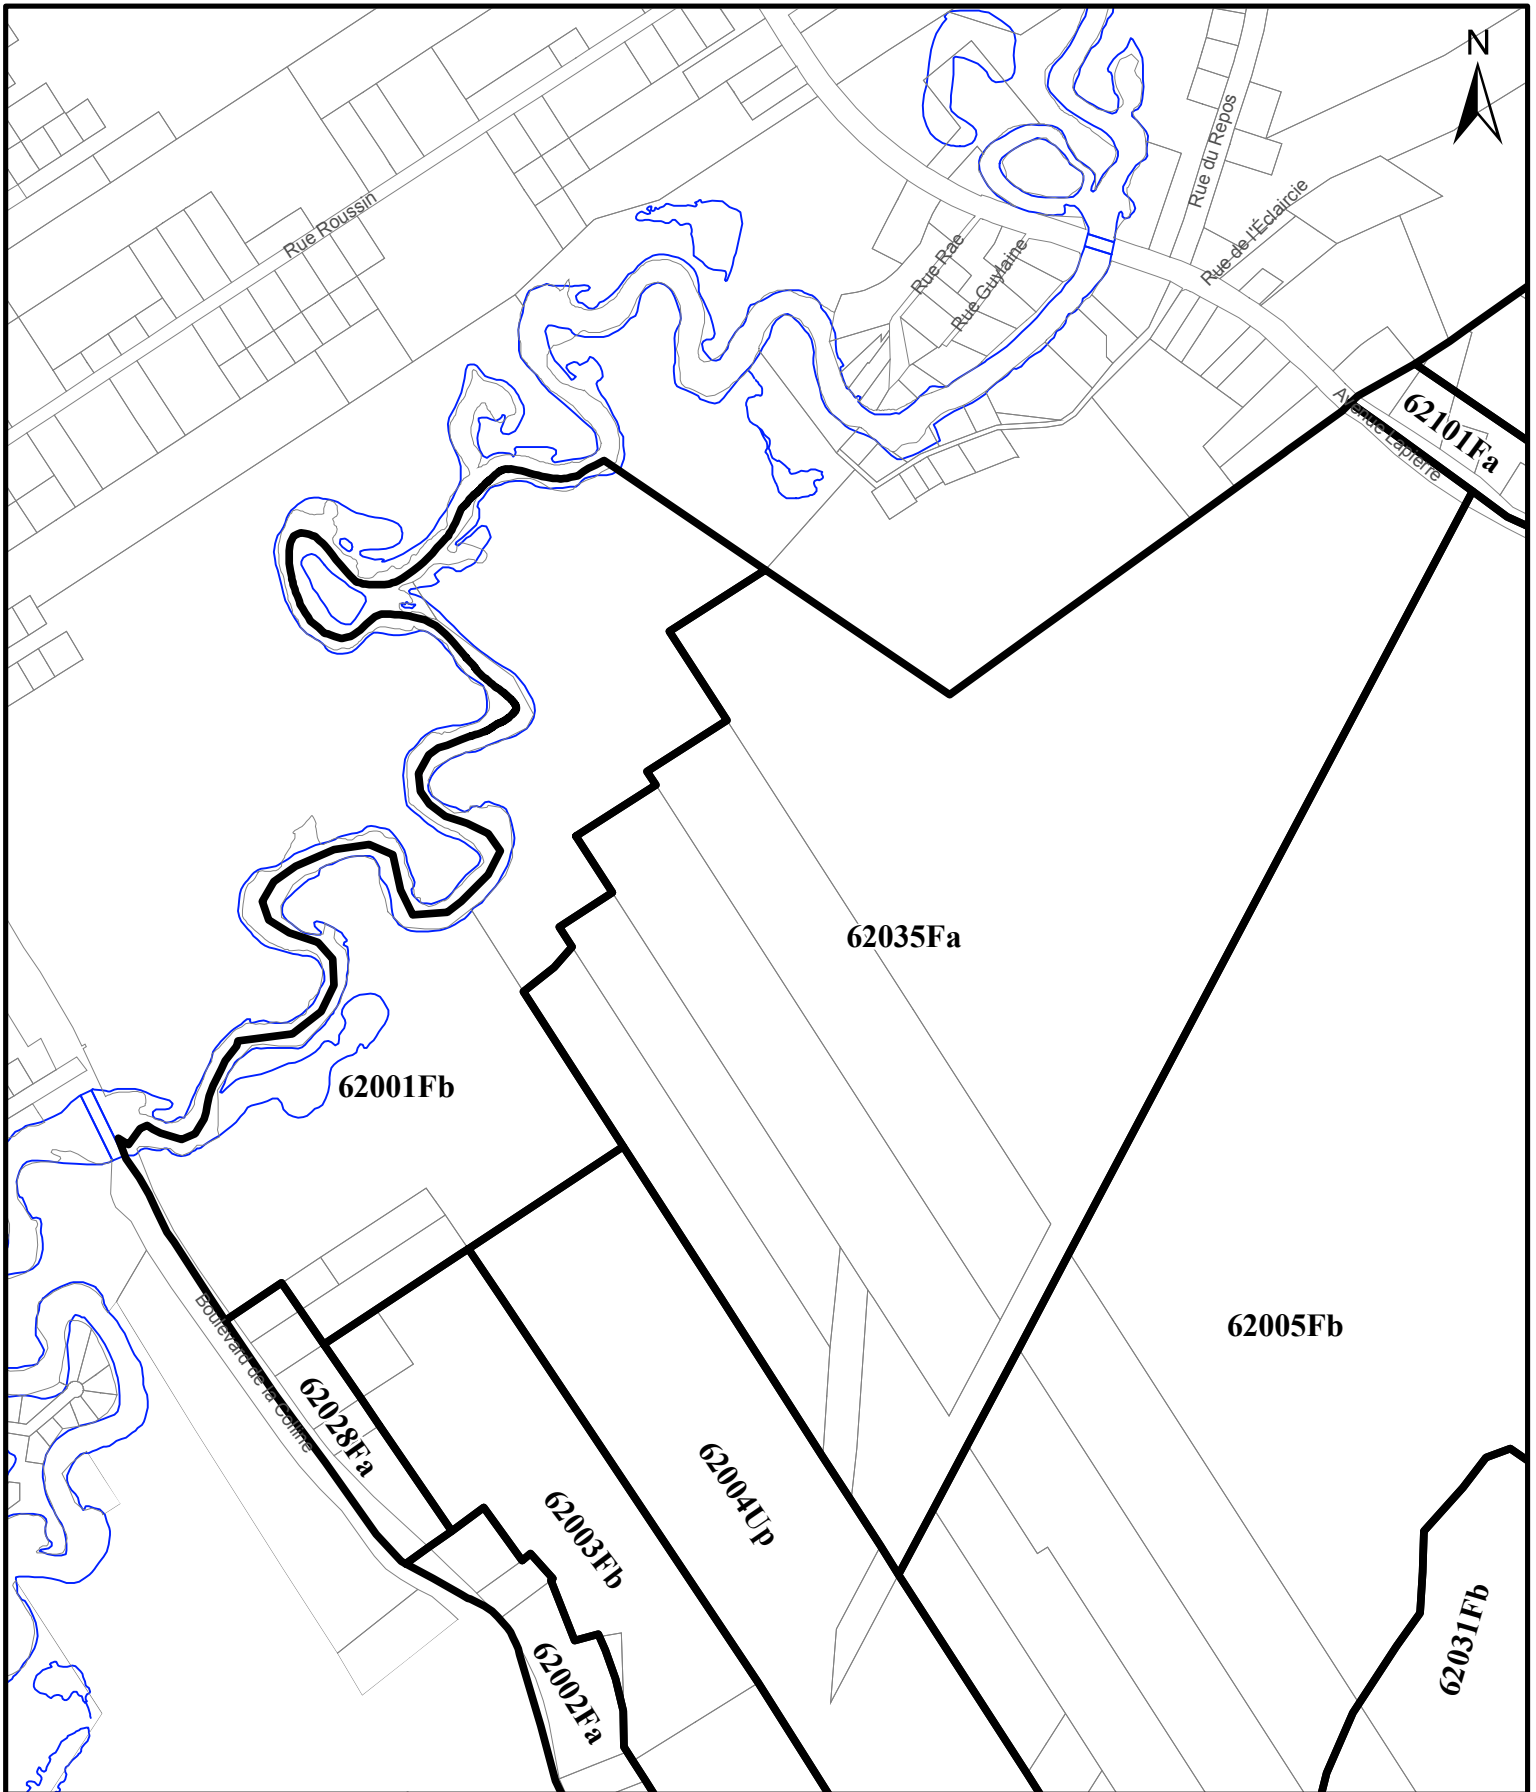 N
Rue du Repos
Rue Roussin
Rue de l'Éclaircie
Rue Rae
Rue Guylaine
Avenue Lapierre
62101Fa
62035Fa
62001Fb
62005Fb
Boulevard de la Colline
62028Fa
62004Up
62003Fb
62031Fb
62002Fa